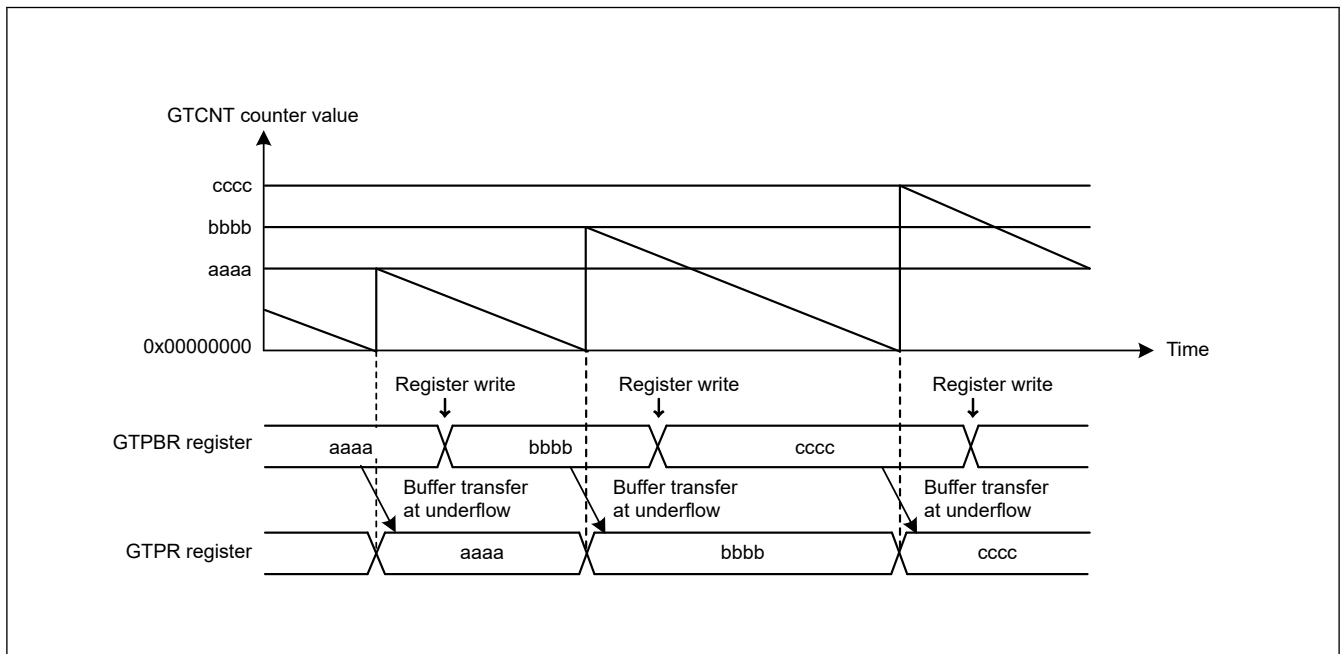 GTCNT counter value
cccc
bbbb
aaaa
0x00000000
Time
Register write
Register write
Register write
GTPBR register
aaaa
bbbb
cccc
Buffer transfer
at underflow
Buffer transfer
at underflow
Buffer transfer
at underflow
GTPR register
aaaa
bbbb
cccc